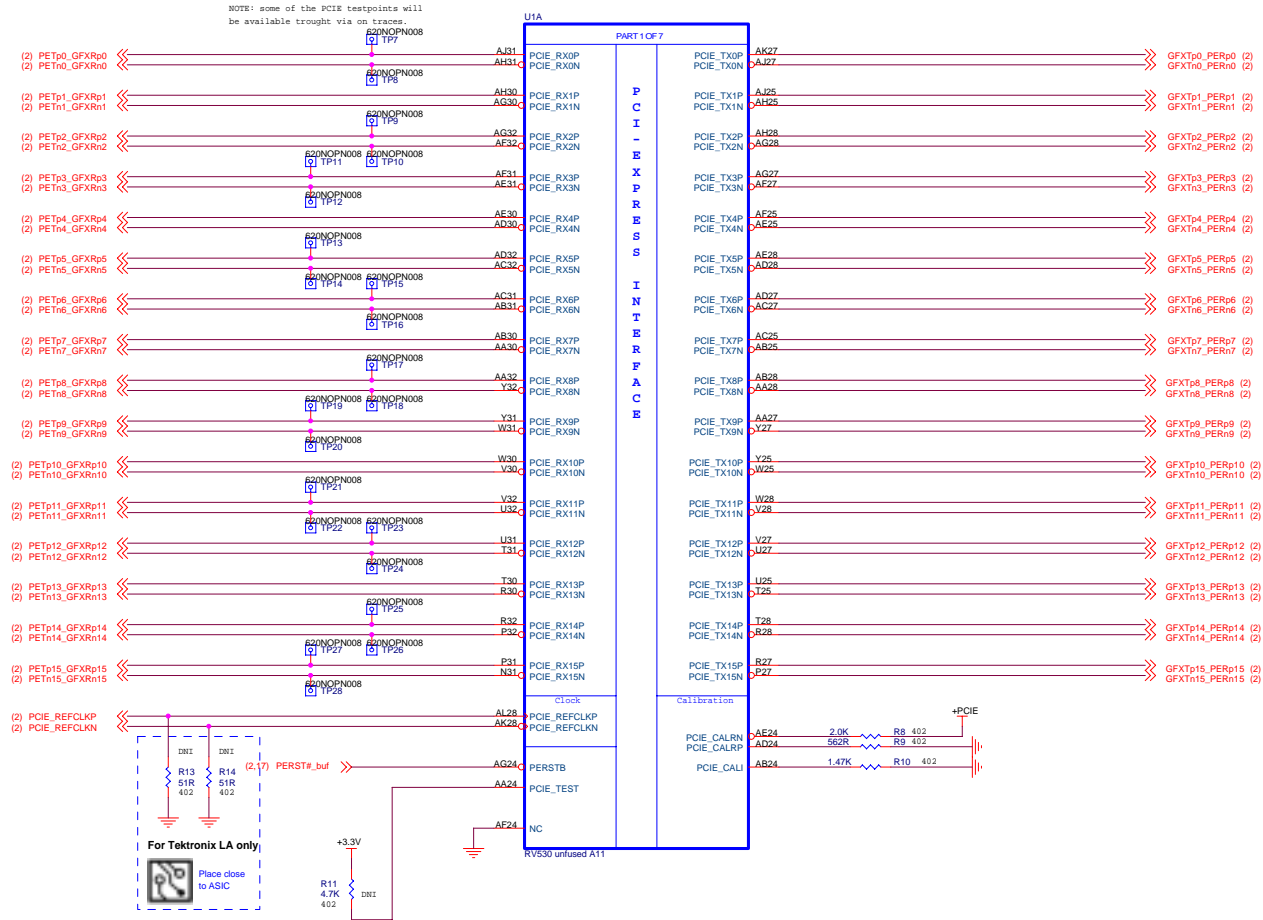 NOTE: some of the PCIE testpoints will
be available trought via on traces.
U1A
PART 1 OF 7
PCI-EXPRESS INTERFACE
620NOPN008
TP7
(2) PETp0_GFXRp0 AJ31 PCIE_RX0P PCIE_TX0P AK27 GFXTp0_PERp0 (2)
(2) PETn0_GFXRn0 AH31 PCIE_RX0N PCIE_TX0N AJ27 GFXTn0_PERn0 (2)
620NOPN008
TP8
(2) PETp1_GFXRp1 AH30 PCIE_RX1P PCIE_TX1P AJ25 GFXTp1_PERp1 (2)
(2) PETn1_GFXRn1 AG30 PCIE_RX1N PCIE_TX1N AH25 GFXTn1_PERn1 (2)
620NOPN008
TP9
(2) PETp2_GFXRp2 AG32 PCIE_RX2P PCIE_TX2P AH28 GFXTp2_PERp2 (2)
(2) PETn2_GFXRn2 AF32 PCIE_RX2N PCIE_TX2N AG28 GFXTn2_PERn2 (2)
620NOPN008 620NOPN008
TP11 TP10
(2) PETp3_GFXRp3 AF31 PCIE_RX3P PCIE_TX3P AG27 GFXTp3_PERp3 (2)
(2) PETn3_GFXRn3 AE31 PCIE_RX3N PCIE_TX3N AF27 GFXTn3_PERn3 (2)
620NOPN008
TP12
(2) PETp4_GFXRp4 AE30 PCIE_RX4P PCIE_TX4P AF25 GFXTp4_PERp4 (2)
(2) PETn4_GFXRn4 AD30 PCIE_RX4N PCIE_TX4N AE25 GFXTn4_PERn4 (2)
620NOPN008
TP13
(2) PETp5_GFXRp5 AD32 PCIE_RX5P PCIE_TX5P AE28 GFXTp5_PERp5 (2)
(2) PETn5_GFXRn5 AC32 PCIE_RX5N PCIE_TX5N AD28 GFXTn5_PERn5 (2)
620NOPN008 620NOPN008
TP14 TP15
(2) PETp6_GFXRp6 AC31 PCIE_RX6P PCIE_TX6P AD27 GFXTp6_PERp6 (2)
(2) PETn6_GFXRn6 AB31 PCIE_RX6N PCIE_TX6N AC27 GFXTn6_PERn6 (2)
620NOPN008
TP16
(2) PETp7_GFXRp7 AB30 PCIE_RX7P PCIE_TX7P AC25 GFXTp7_PERp7 (2)
(2) PETn7_GFXRn7 AA30 PCIE_RX7N PCIE_TX7N AB25 GFXTn7_PERn7 (2)
620NOPN008
TP17
(2) PETp8_GFXRp8 AA32 PCIE_RX8P PCIE_TX8P AB28 GFXTp8_PERp8 (2)
(2) PETn8_GFXRn8 Y32 PCIE_RX8N PCIE_TX8N AA28 GFXTn8_PERn8 (2)
620NOPN008 620NOPN008
TP19 TP18
(2) PETp9_GFXRp9 Y31 PCIE_RX9P PCIE_TX9P AA27 GFXTp9_PERp9 (2)
(2) PETn9_GFXRn9 W31 PCIE_RX9N PCIE_TX9N Y27 GFXTn9_PERn9 (2)
620NOPN008
TP20
(2) PETp10_GFXRp10 W30 PCIE_RX10P PCIE_TX10P Y25 GFXTp10_PERp10 (2)
(2) PETn10_GFXRn10 V30 PCIE_RX10N PCIE_TX10N W25 GFXTn10_PERn10 (2)
620NOPN008
TP21
(2) PETp11_GFXRp11 V32 PCIE_RX11P PCIE_TX11P W28 GFXTp11_PERp11 (2)
(2) PETn11_GFXRn11 U32 PCIE_RX11N PCIE_TX11N V28 GFXTn11_PERn11 (2)
620NOPN008 620NOPN008
TP22 TP23
(2) PETp12_GFXRp12 U31 PCIE_RX12P PCIE_TX12P V27 GFXTp12_PERp12 (2)
(2) PETn12_GFXRn12 T31 PCIE_RX12N PCIE_TX12N U27 GFXTn12_PERn12 (2)
620NOPN008
TP24
(2) PETp13_GFXRp13 T30 PCIE_RX13P PCIE_TX13P U25 GFXTp13_PERp13 (2)
(2) PETn13_GFXRn13 R30 PCIE_RX13N PCIE_TX13N T25 GFXTn13_PERn13 (2)
620NOPN008
TP25
(2) PETp14_GFXRp14 R32 PCIE_RX14P PCIE_TX14P T28 GFXTp14_PERp14 (2)
(2) PETn14_GFXRn14 P32 PCIE_RX14N PCIE_TX14N R28 GFXTn14_PERn14 (2)
620NOPN008 620NOPN008
TP27 TP26
(2) PETp15_GFXRp15 P31 PCIE_RX15P PCIE_TX15P R27 GFXTp15_PERp15 (2)
(2) PETn15_GFXRn15 N31 PCIE_RX15N PCIE_TX15N P27 GFXTn15_PERn15 (2)
620NOPN008
TP28
Clock Calibration
(2) PCIE_REFCLKP AL28 PCIE_REFCLKP
(2) PCIE_REFCLKN AK28 PCIE_REFCLKN
+PCIE
PCIE_CALRN AE24 2.0K R8 402
PCIE_CALRP AD24 562R R9 402
PCIE_CALI AB24 1.47K R10 402
DNI DNI
R13 R14
51R 51R
402 402
(2,17) PERST#_buf AG24 PERSTB
AA24 PCIE_TEST
AF24 NC
RV530 unfused A11
For Tektronix LA only
Place close
to ASIC
+3.3V
R11
4.7K DNI
402